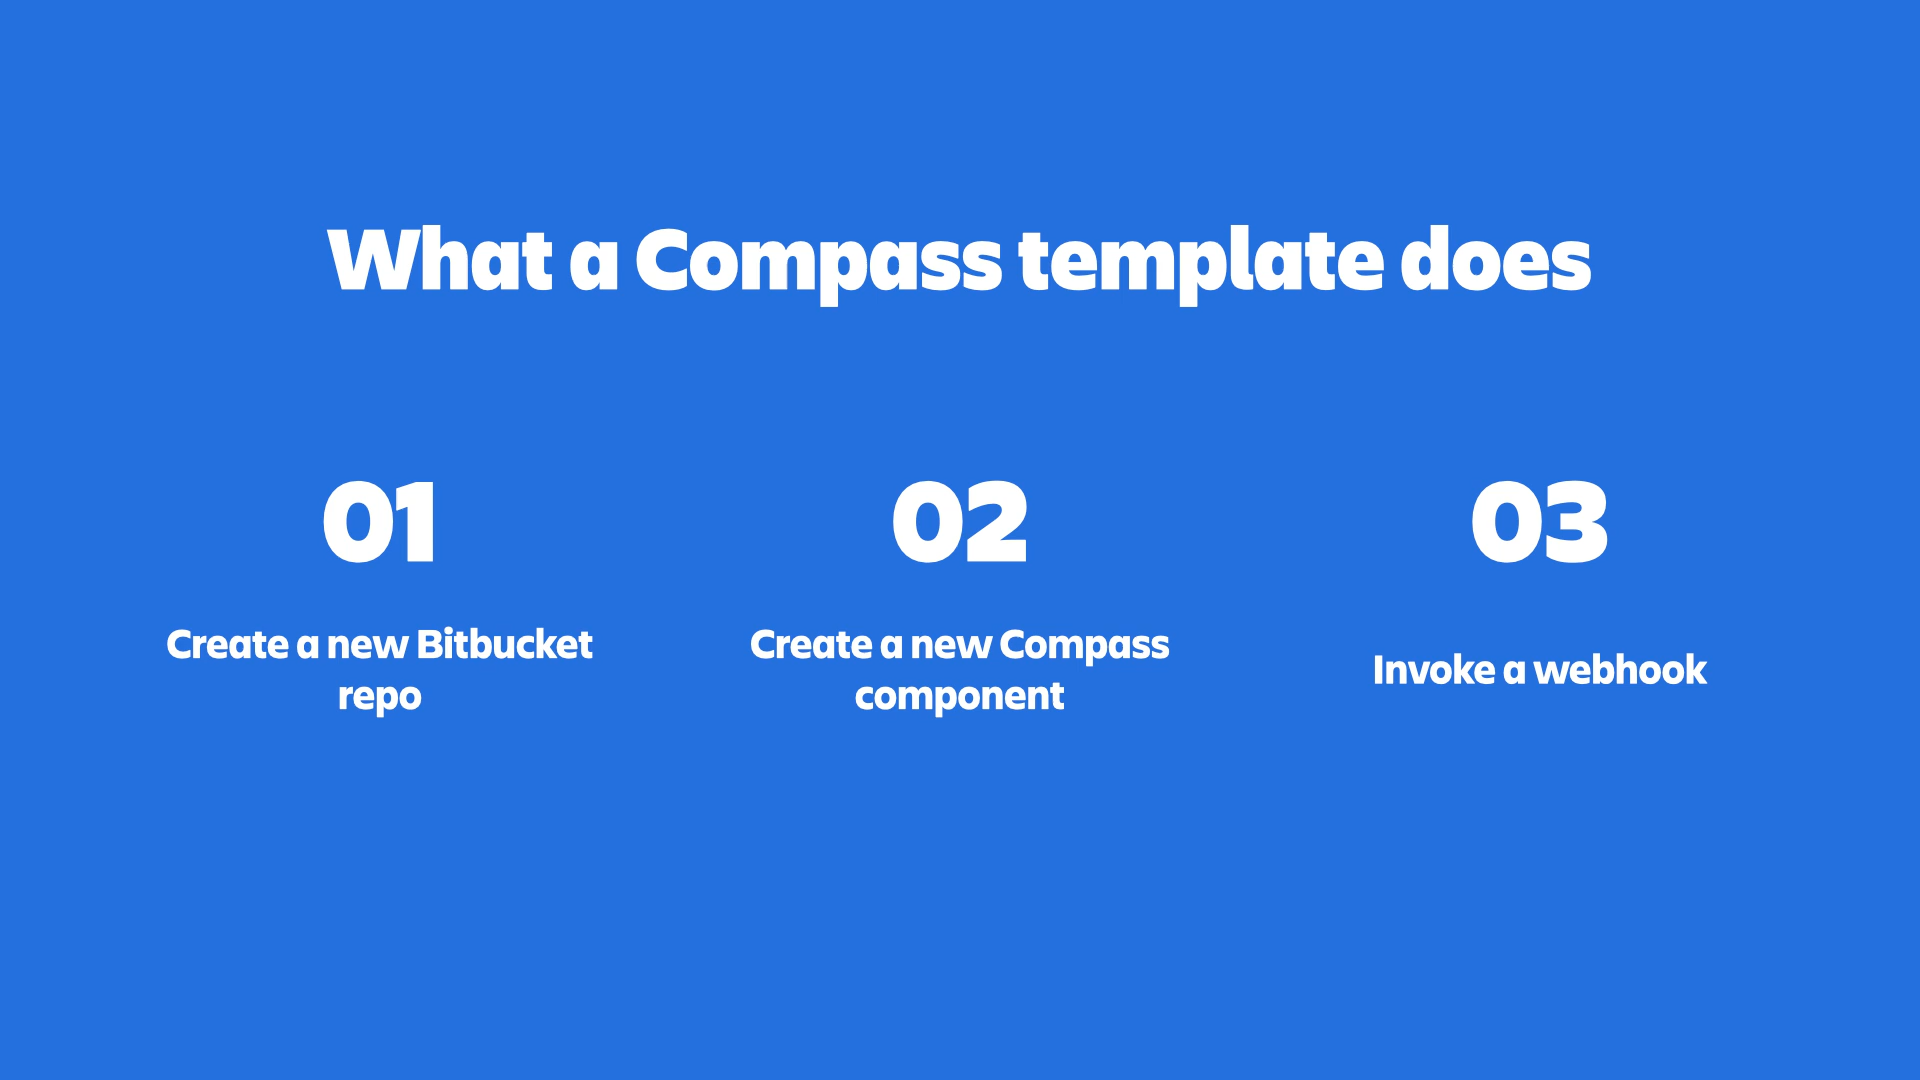 What a Compass template does
01
Create a new Bitbucket
repo
02
Create a new Compass
component
03
Invoke a webhook